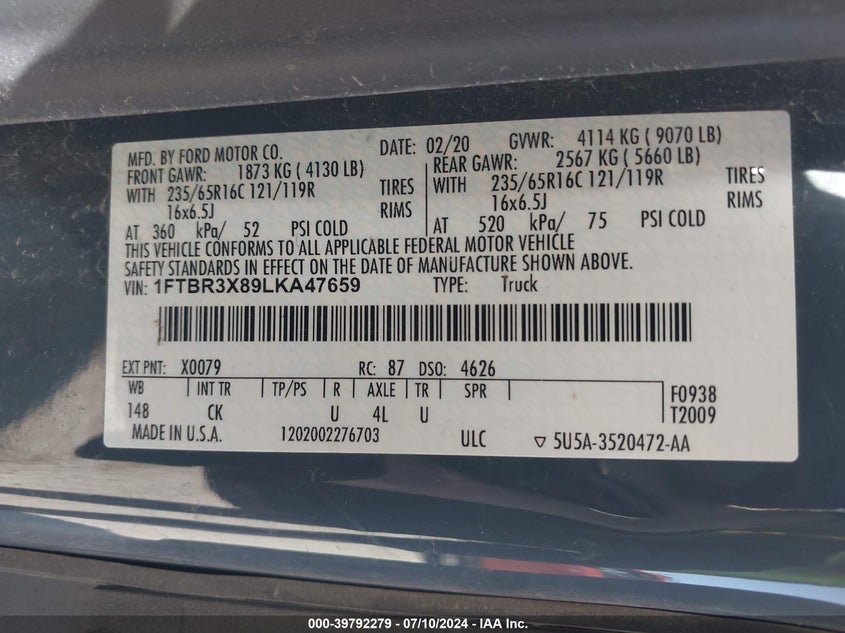 MFD. BY FORD MOTOR CO. DATE: 02/20 GVWR: 4114 KG ( 9070 LB)
FRONT GAWR: 1873 KG ( 4130 LB) REAR GAWR: 2567 KG ( 5660 LB)
WITH 235/65R16C 121/119R TIRES WITH 235/65R16C 121/119R TIRES
16x6.5J RIMS 16x6.5J RIMS
AT 360 kPa/ 52 PSI COLD AT 520 kPa/ 75 PSI COLD
THIS VEHICLE CONFORMS TO ALL APPLICABLE FEDERAL MOTOR VEHICLE
SAFETY STANDARDS IN EFFECT ON THE DATE OF MANUFACTURE SHOWN ABOVE.
VIN: 1FTBR3X89LKA47659 TYPE: Truck
EXT PNT: X0079 RC: 87 DSO: 4626
WB INT TR TP/PS R AXLE TR SPR F0938
148 CK U 4L U T2009
MADE IN U.S.A. 1202002276703 ULC ▽ 5U5A-3520472-AA
000-39792279 - 07/10/2024 - IAA Inc.